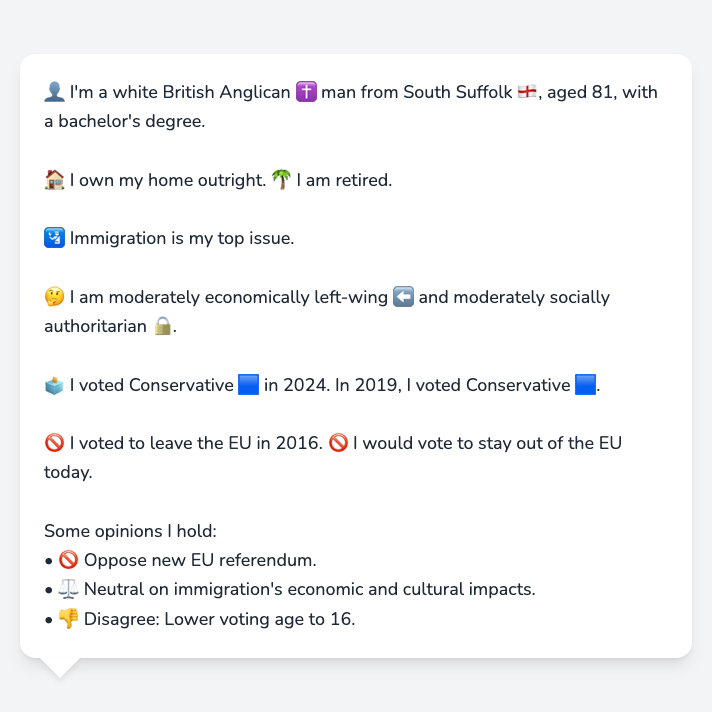 👤 I'm a white British Anglican ✝️ man from South Suffolk 🏴󠁧󠁢󠁥󠁮󠁧󠁿, aged 81, with
a bachelor's degree.
🏠 I own my home outright. 🌴 I am retired.
🛂 Immigration is my top issue.
🤔 I am moderately economically left-wing ⬅️ and moderately socially
authoritarian 🔒.
🗳️ I voted Conservative 🟦 in 2024. In 2019, I voted Conservative 🟦.
🚫 I voted to leave the EU in 2016. 🚫 I would vote to stay out of the EU
today.
Some opinions I hold:
• 🚫 Oppose new EU referendum.
• ⚖️ Neutral on immigration's economic and cultural impacts.
• 👎 Disagree: Lower voting age to 16.